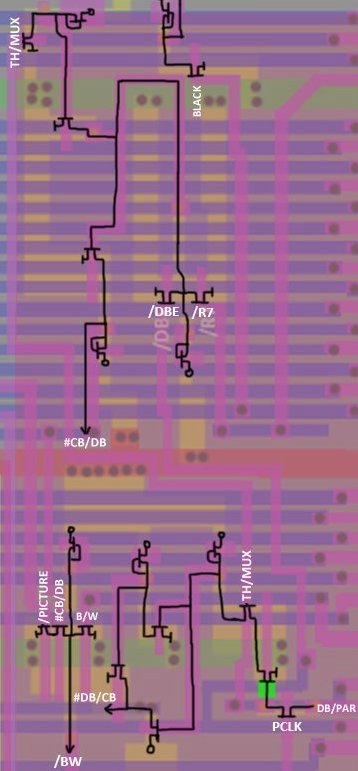 TH/MUX
BLACK
/DBE
/R7
/DB
/R
#CB/DB
/PICTURE
#CB/DB
B/W
TH/MUX
#DB/CB
DB/PAR
PCLK
/BW